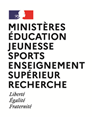 MINISTÈRES
ÉDUCATION
JEUNESSE
SPORTS
ENSEIGNEMENT
SUPÉRIEUR
RECHERCHE
Liberté
Égalité
Fraternité